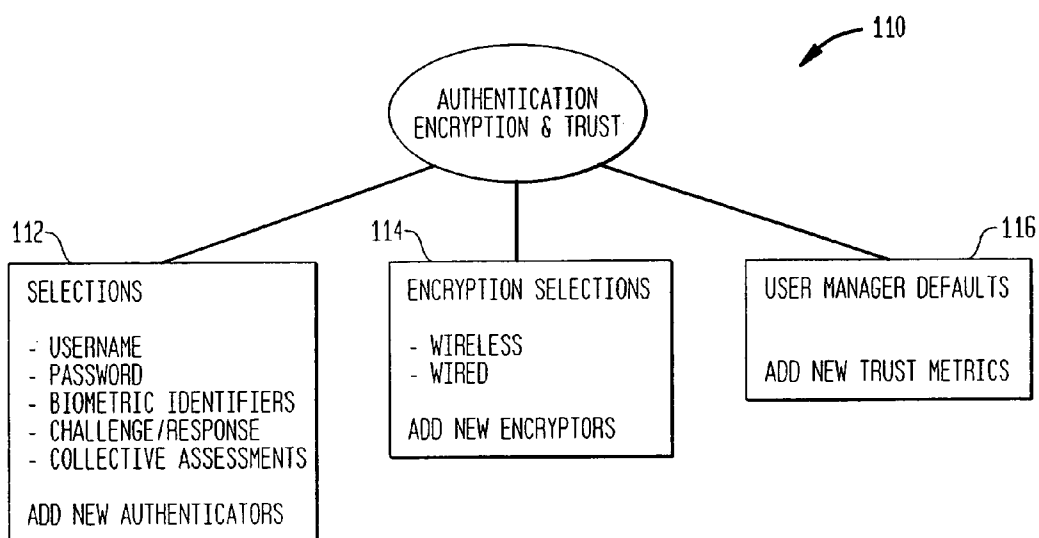 110
AUTHENTICATION
ENCRYPTION & TRUST
112
SELECTIONS
- USERNAME
- PASSWORD
- BIOMETRIC IDENTIFIERS
- CHALLENGE/RESPONSE
- COLLECTIVE ASSESSMENTS
ADD NEW AUTHENTICATORS
114
ENCRYPTION SELECTIONS
- WIRELESS
- WIRED
ADD NEW ENCRYPTORS
116
USER MANAGER DEFAULTS
ADD NEW TRUST METRICS